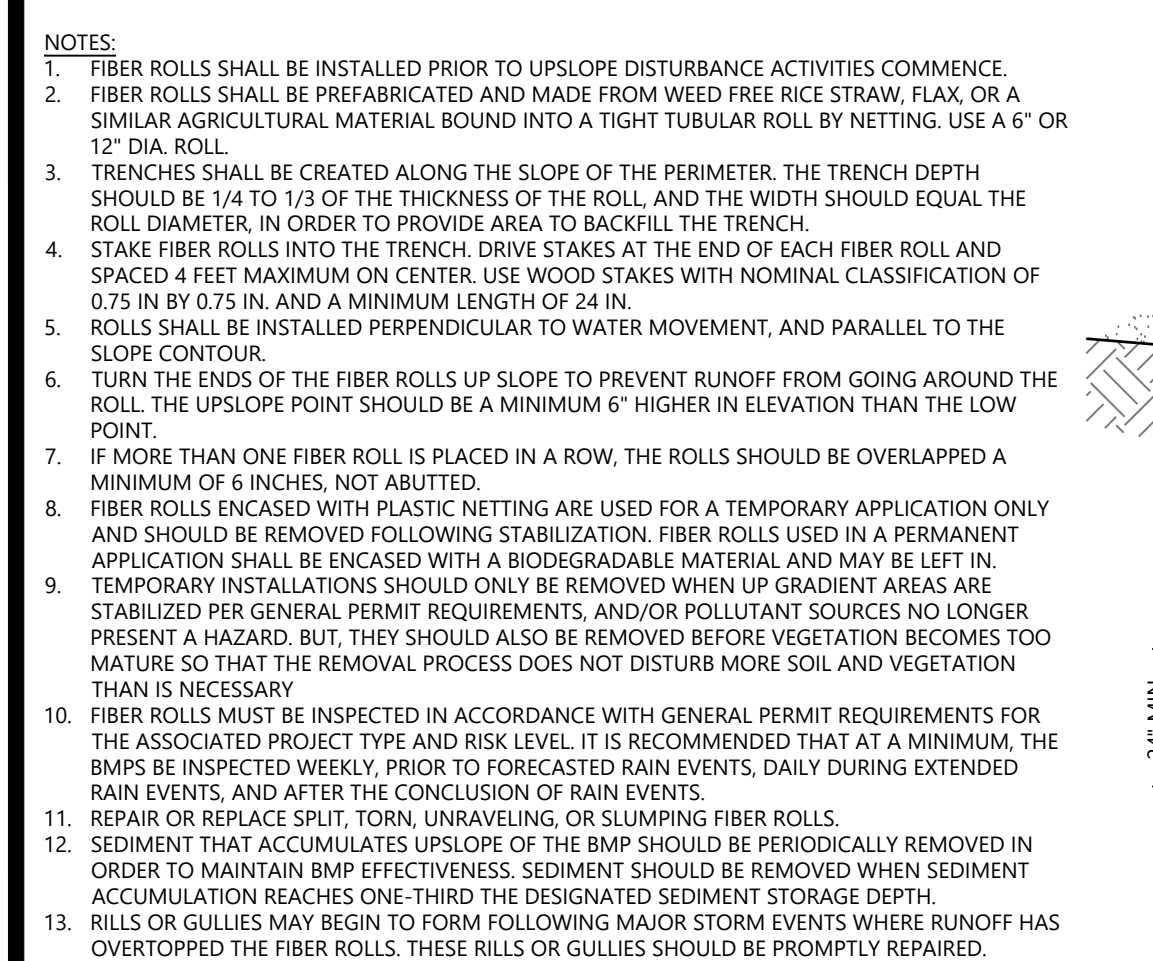 NOTES:
1. FIBER ROLLS SHALL BE INSTALLED PRIOR TO UPSLOPE DISTURBANCE ACTIVITIES COMMENCE.
2. FIBER ROLLS SHALL BE PREFABRICATED AND MADE FROM WEED FREE RICE STRAW, FLAX, OR A
SIMILAR AGRICULTURAL MATERIAL BOUND INTO A TIGHT TUBULAR ROLL BY NETTING. USE A 6" OR
12" DIA. ROLL.
3. TRENCHES SHALL BE CREATED ALONG THE SLOPE OF THE PERIMETER. THE TRENCH DEPTH
SHOULD BE 1/4 TO 1/3 OF THE THICKNESS OF THE ROLL, AND THE WIDTH SHOULD EQUAL THE
ROLL DIAMETER, IN ORDER TO PROVIDE AREA TO BACKFILL THE TRENCH.
4. STAKE FIBER ROLLS INTO THE TRENCH. DRIVE STAKES AT THE END OF EACH FIBER ROLL AND
SPACED 4 FEET MAXIMUM ON CENTER. USE WOOD STAKES WITH NOMINAL CLASSIFICATION OF
0.75 IN BY 0.75 IN. AND A MINIMUM LENGTH OF 24 IN.
5. ROLLS SHALL BE INSTALLED PERPENDICULAR TO WATER MOVEMENT, AND PARALLEL TO THE
SLOPE CONTOUR.
6. TURN THE ENDS OF THE FIBER ROLLS UP SLOPE TO PREVENT RUNOFF FROM GOING AROUND THE
ROLL. THE UPSLOPE POINT SHOULD BE A MINIMUM 6" HIGHER IN ELEVATION THAN THE LOW
POINT.
7. IF MORE THAN ONE FIBER ROLL IS PLACED IN A ROW, THE ROLLS SHOULD BE OVERLAPPED A
MINIMUM OF 6 INCHES, NOT ABUTTED.
8. FIBER ROLLS ENCASED WITH PLASTIC NETTING ARE USED FOR A TEMPORARY APPLICATION ONLY
AND SHOULD BE REMOVED FOLLOWING STABILIZATION. FIBER ROLLS USED IN A PERMANENT
APPLICATION SHALL BE ENCASED WITH A BIODEGRADABLE MATERIAL AND MAY BE LEFT IN.
9. TEMPORARY INSTALLATIONS SHOULD ONLY BE REMOVED WHEN UP GRADIENT AREAS ARE
STABILIZED PER GENERAL PERMIT REQUIREMENTS, AND/OR POLLUTANT SOURCES NO LONGER
PRESENT A HAZARD. BUT, THEY SHOULD ALSO BE REMOVED BEFORE VEGETATION BECOMES TOO
MATURE SO THAT THE REMOVAL PROCESS DOES NOT DISTURB MORE SOIL AND VEGETATION
THAN IS NECESSARY
10. FIBER ROLLS MUST BE INSPECTED IN ACCORDANCE WITH GENERAL PERMIT REQUIREMENTS FOR
THE ASSOCIATED PROJECT TYPE AND RISK LEVEL. IT IS RECOMMENDED THAT AT A MINIMUM, THE
BMPS BE INSPECTED WEEKLY, PRIOR TO FORECASTED RAIN EVENTS, DAILY DURING EXTENDED
RAIN EVENTS, AND AFTER THE CONCLUSION OF RAIN EVENTS.
11. REPAIR OR REPLACE SPLIT, TORN, UNRAVELING, OR SLUMPING FIBER ROLLS.
12. SEDIMENT THAT ACCUMULATES UPSLOPE OF THE BMP SHOULD BE PERIODICALLY REMOVED IN
ORDER TO MAINTAIN BMP EFFECTIVENESS. SEDIMENT SHOULD BE REMOVED WHEN SEDIMENT
ACCUMULATION REACHES ONE-THIRD THE DESIGNATED SEDIMENT STORAGE DEPTH.
13. RILLS OR GULLIES MAY BEGIN TO FORM FOLLOWING MAJOR STORM EVENTS WHERE RUNOFF HAS
OVERTOPPED THE FIBER ROLLS. THESE RILLS OR GULLIES SHOULD BE PROMPTLY REPAIRED.